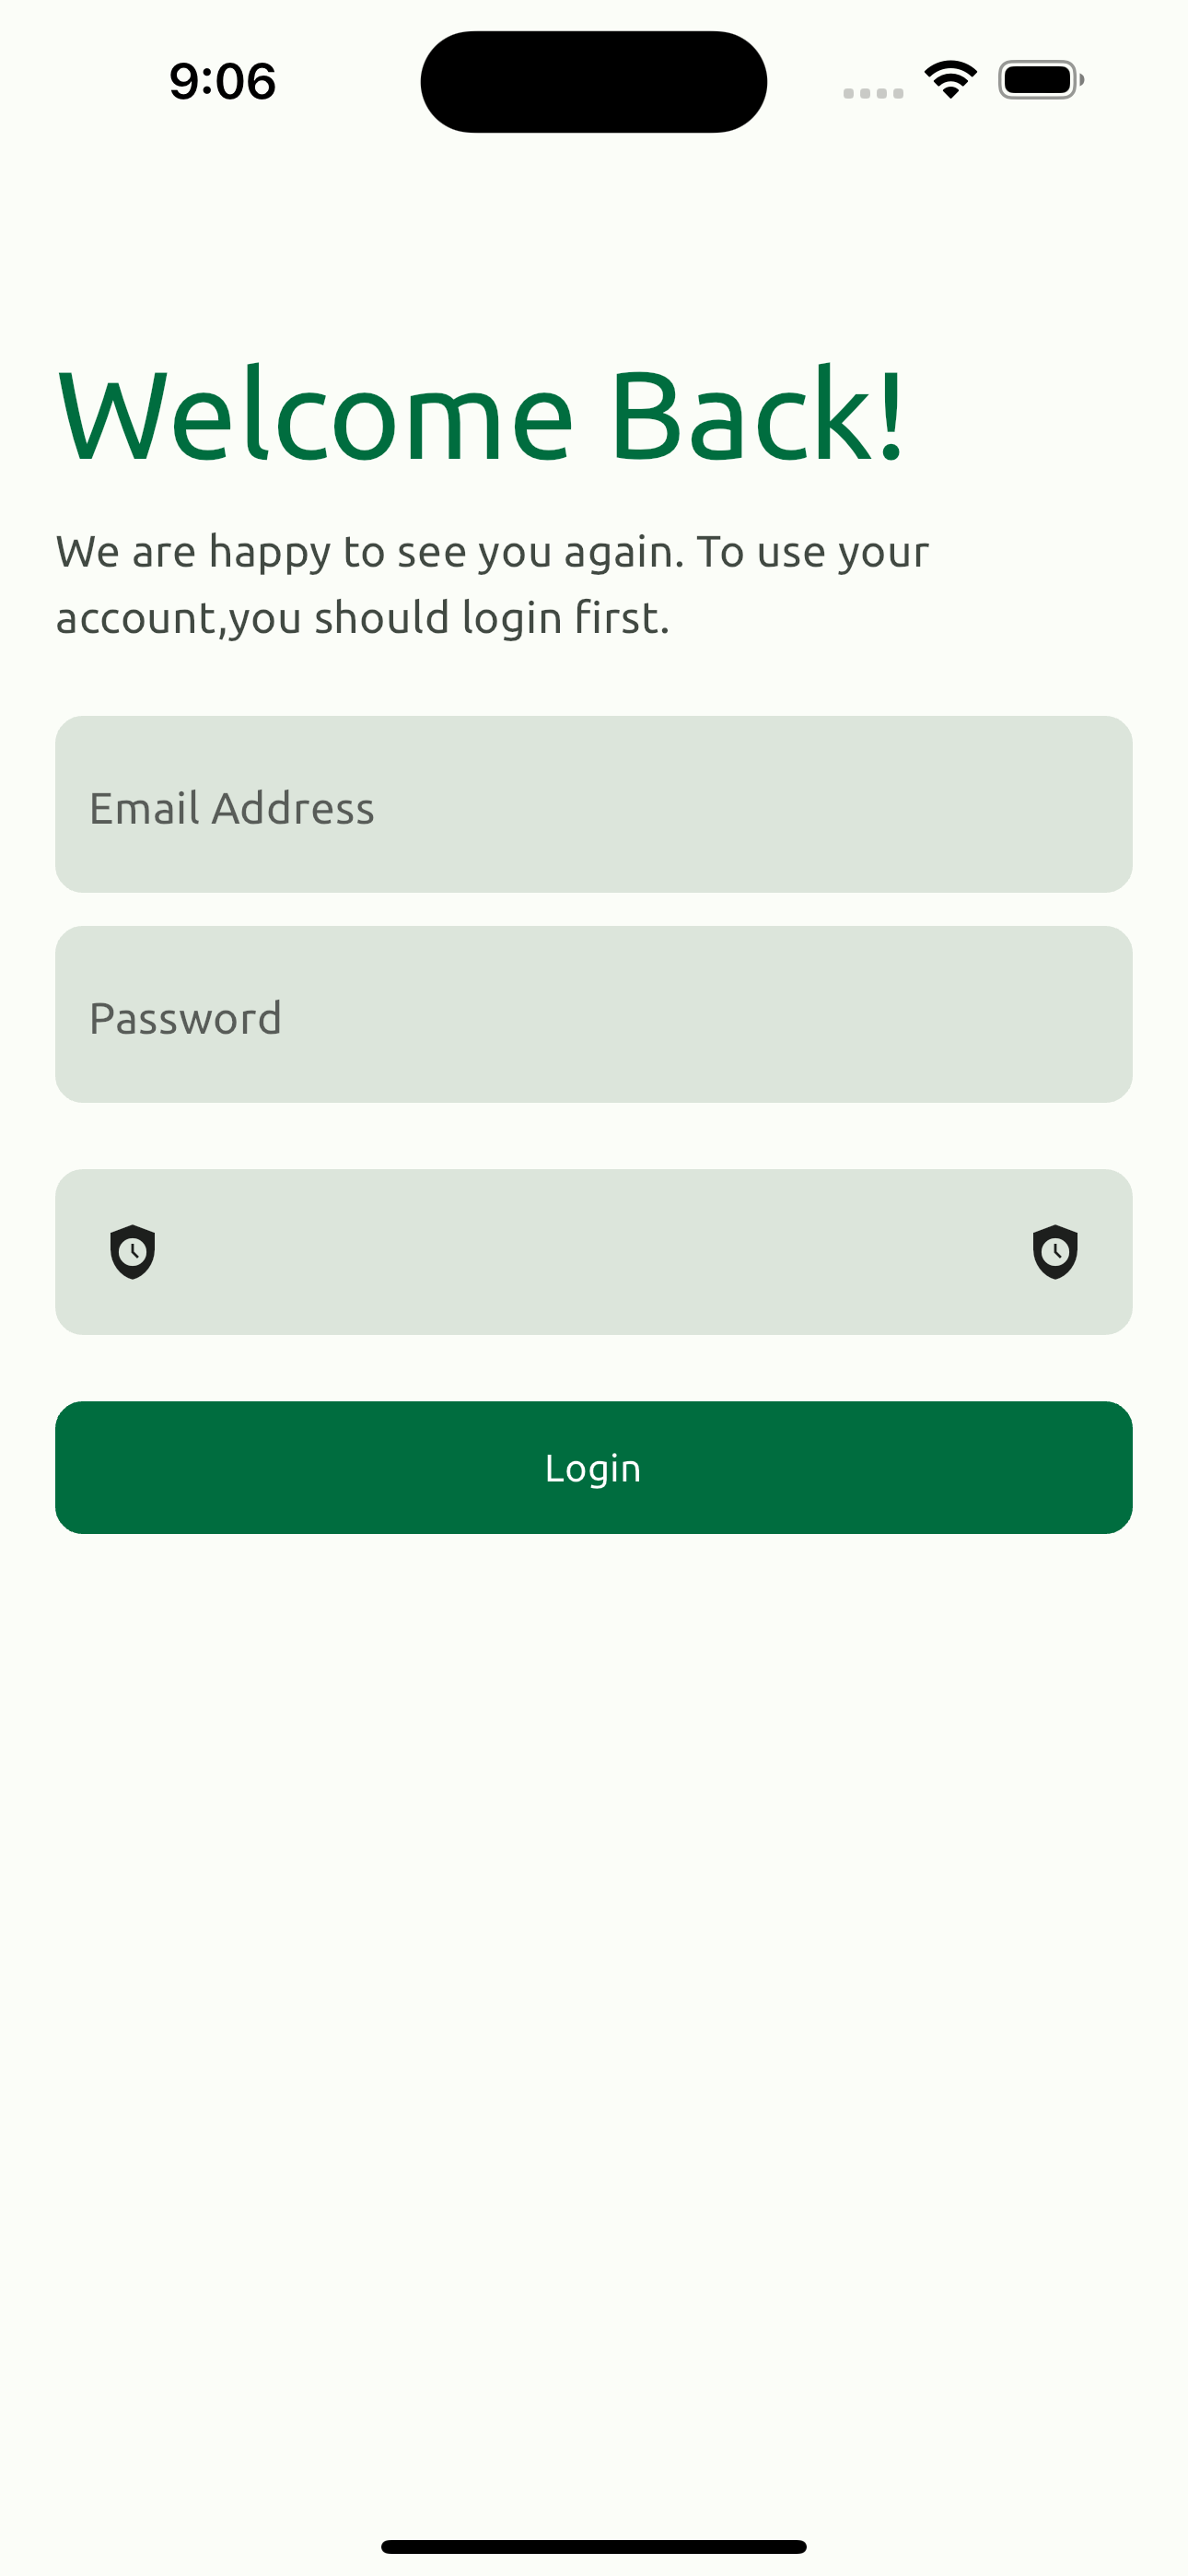 9:06
Welcome Back!
We are happy to see you again. To use your
account,you should login first.
Email Address
Password
Login